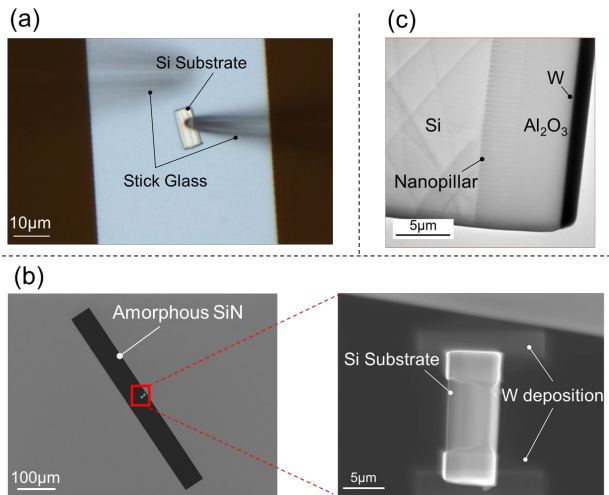 (a)
Si Substrate
Stick Glass
10μm
(c)
W
Si
Al₂O₃
Nanopillar
5μm
(b)
Amorphous SiN
100μm
Si Substrate
W deposition
5μm